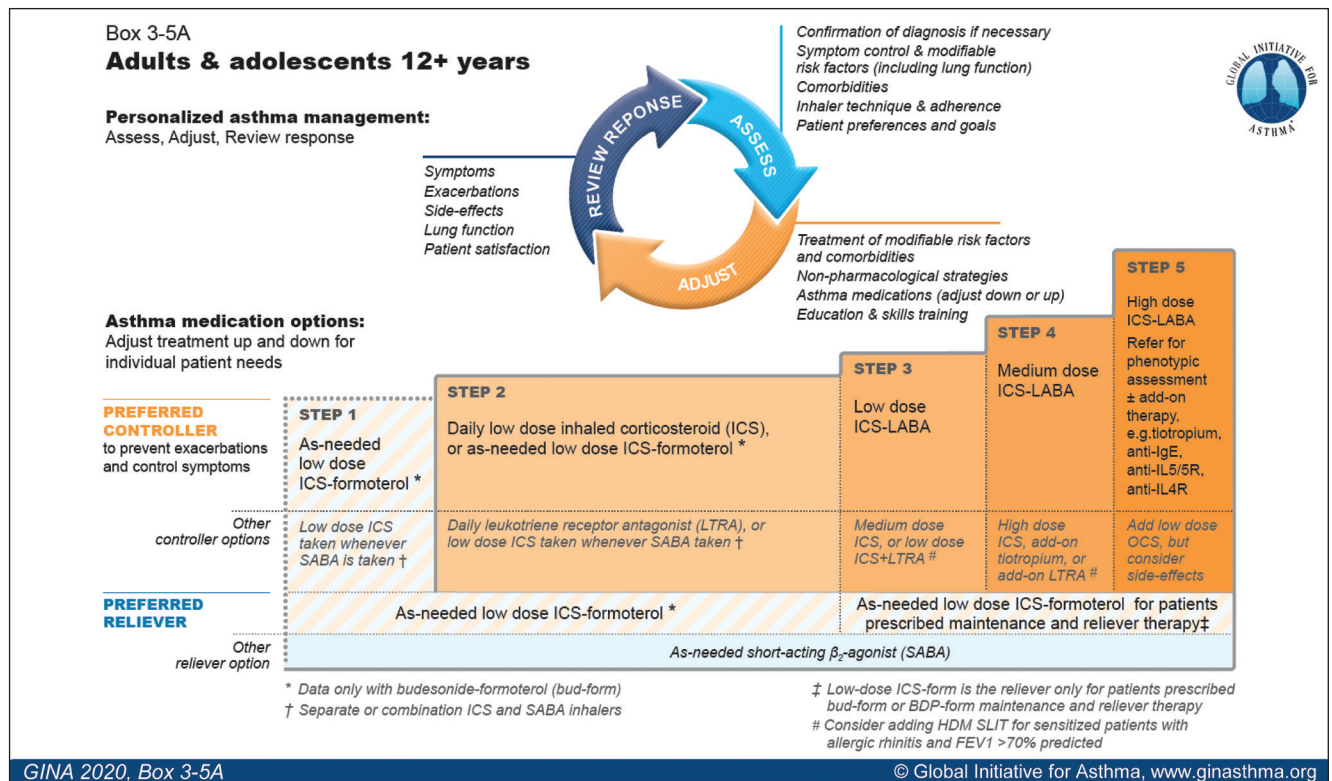 Box 3-5A
Adults & adolescents 12+ years
Personalized asthma management:
Assess, Adjust, Review response
Symptoms
Exacerbations
Side-effects
Lung function
Patient satisfaction
REVIEW REPONSE
ASSESS
ADJUST
Confirmation of diagnosis if necessary
Symptom control & modifiable
risk factors (including lung function)
Comorbidities
Inhaler technique & adherence
Patient preferences and goals
GLOBAL INITIATIVE FOR
ASTHMA
Treatment of modifiable risk factors
and comorbidities
Non-pharmacological strategies
Asthma medications (adjust down or up)
Education & skills training
Asthma medication options:
Adjust treatment up and down for
individual patient needs
PREFERRED
CONTROLLER
to prevent exacerbations
and control symptoms
STEP 1
As-needed
low dose
ICS-formoterol *
STEP 2
Daily low dose inhaled corticosteroid (ICS),
or as-needed low dose ICS-formoterol *
STEP 3
Low dose
ICS-LABA
STEP 4
Medium dose
ICS-LABA
STEP 5
High dose
ICS-LABA
Refer for
phenotypic
assessment
± add-on
therapy,
e.g.tiotropium,
anti-IgE,
anti-IL5/5R,
anti-IL4R
Other
controller options
Low dose ICS
taken whenever
SABA is taken †
Daily leukotriene receptor antagonist (LTRA), or
low dose ICS taken whenever SABA taken †
Medium dose
ICS, or low dose
ICS+LTRA #
High dose
ICS, add-on
tiotropium, or
add-on LTRA #
Add low dose
OCS, but
consider
side-effects
PREFERRED
RELIEVER
As-needed low dose ICS-formoterol *
As-needed low dose ICS-formoterol for patients
prescribed maintenance and reliever therapy‡
Other
reliever option
As-needed short-acting β₂-agonist (SABA)
* Data only with budesonide-formoterol (bud-form)
† Separate or combination ICS and SABA inhalers
‡ Low-dose ICS-form is the reliever only for patients prescribed
bud-form or BDP-form maintenance and reliever therapy
# Consider adding HDM SLIT for sensitized patients with
allergic rhinitis and FEV1 >70% predicted
GINA 2020, Box 3-5A
© Global Initiative for Asthma, www.ginasthma.org